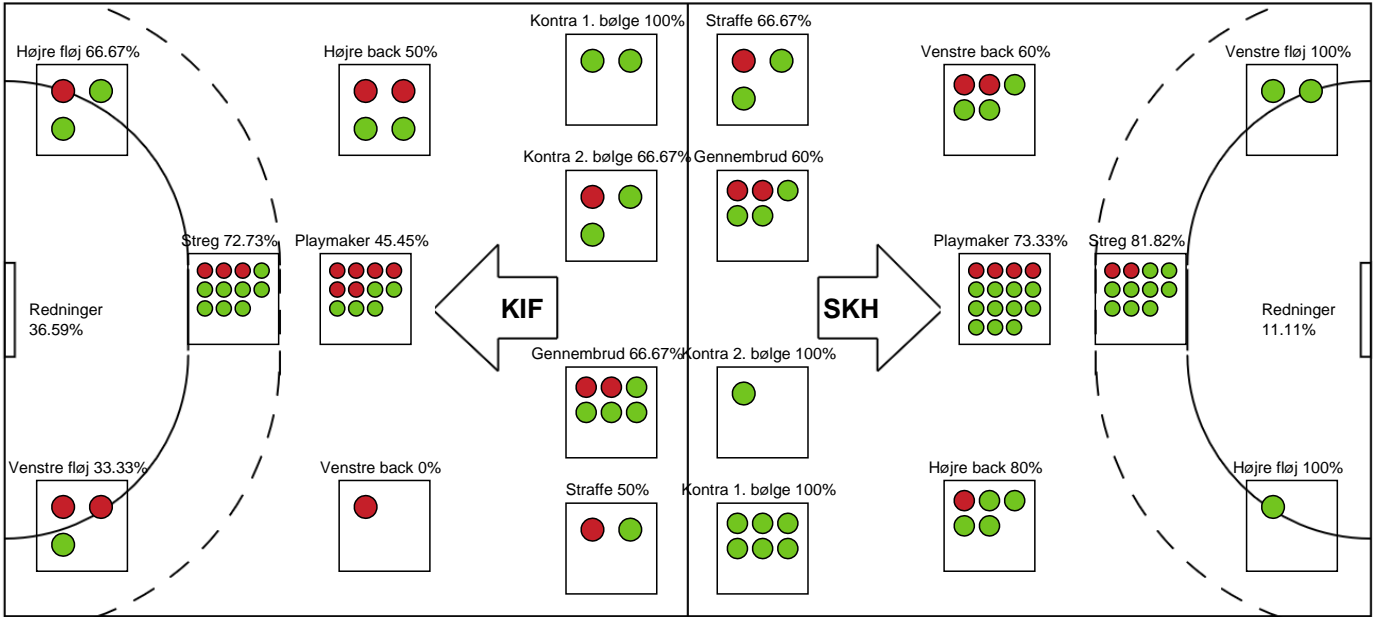 Kontra 1. bølge 100%
Straffe 66.67%
Højre fløj 66.67%
Højre back 50%
Venstre back 60%
Venstre fløj 100%
Kontra 2. bølge 66.67%
Gennembrud 60%
Streg 72.73%
Playmaker 45.45%
Playmaker 73.33%
Streg 81.82%
KIF
SKH
Redninger
36.59%
Redninger
11.11%
Gennembrud 66.67%
Kontra 2. bølge 100%
Venstre fløj 33.33%
Venstre back 0%
Straffe 50%
Kontra 1. bølge 100%
Højre back 80%
Højre fløj 100%